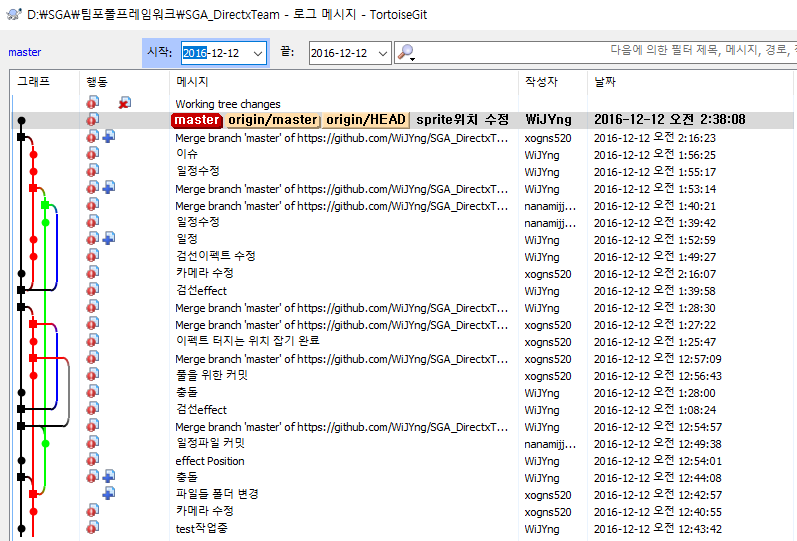 D:\SGA\팀포폴프레임워크\SGA_DirectxTeam - 로그 메시지 - TortoiseGit
master 시작: 2016-12-12 끝: 2016-12-12 다음에 의한 필터 제목, 메시지, 경로,
그래프 행동 메시지 작성자 날짜
Working tree changes
master origin/master origin/HEAD sprite위치 수정 WiJYng 2016-12-12 오전 2:38:08
Merge branch 'master' of https://github.com/WiJYng/SGA_DirectxT... xogns520 2016-12-12 오전 2:16:23
이슈 WiJYng 2016-12-12 오전 1:56:25
일정수정 WiJYng 2016-12-12 오전 1:55:17
Merge branch 'master' of https://github.com/WiJYng/SGA_DirectxT... WiJYng 2016-12-12 오전 1:53:14
Merge branch 'master' of https://github.com/WiJYng/SGA_DirectxT... nanamijj... 2016-12-12 오전 1:40:21
일정수정 nanamijj... 2016-12-12 오전 1:39:42
일정 WiJYng 2016-12-12 오전 1:52:59
검선이펙트 수정 WiJYng 2016-12-12 오전 1:49:27
카메라 수정 xogns520 2016-12-12 오전 2:16:07
검선effect WiJYng 2016-12-12 오전 1:39:58
Merge branch 'master' of https://github.com/WiJYng/SGA_DirectxT... WiJYng 2016-12-12 오전 1:28:30
Merge branch 'master' of https://github.com/WiJYng/SGA_DirectxT... xogns520 2016-12-12 오전 1:27:22
이펙트 터지는 위치 잡기 완료 xogns520 2016-12-12 오전 1:25:47
Merge branch 'master' of https://github.com/WiJYng/SGA_DirectxT... xogns520 2016-12-12 오전 12:57:09
풀을 위한 커밋 xogns520 2016-12-12 오전 12:56:43
충돌 WiJYng 2016-12-12 오전 1:28:00
검선effect WiJYng 2016-12-12 오전 1:08:24
Merge branch 'master' of https://github.com/WiJYng/SGA_DirectxT... WiJYng 2016-12-12 오전 12:54:57
일정파일 커밋 nanamijj... 2016-12-12 오전 12:49:38
effect Position WiJYng 2016-12-12 오전 12:54:01
충돌 WiJYng 2016-12-12 오전 12:44:08
파일들 폴더 변경 xogns520 2016-12-12 오전 12:42:57
카메라 수정 xogns520 2016-12-12 오전 12:40:55
test작업중 WiJYng 2016-12-12 오전 12:43:42